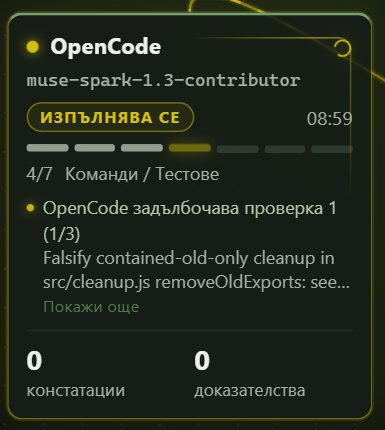 OpenCode
muse-spark-1.3-contributor
ИЗПЪЛНЯВА СЕ 08:59
4/7 Команди / Тестове
OpenCode задълбочава проверка 1
(1/3)
Falsify contained-old-only cleanup in
src/cleanup.js removeOldExports: see...
Покажи още
0 0
констатации доказателства